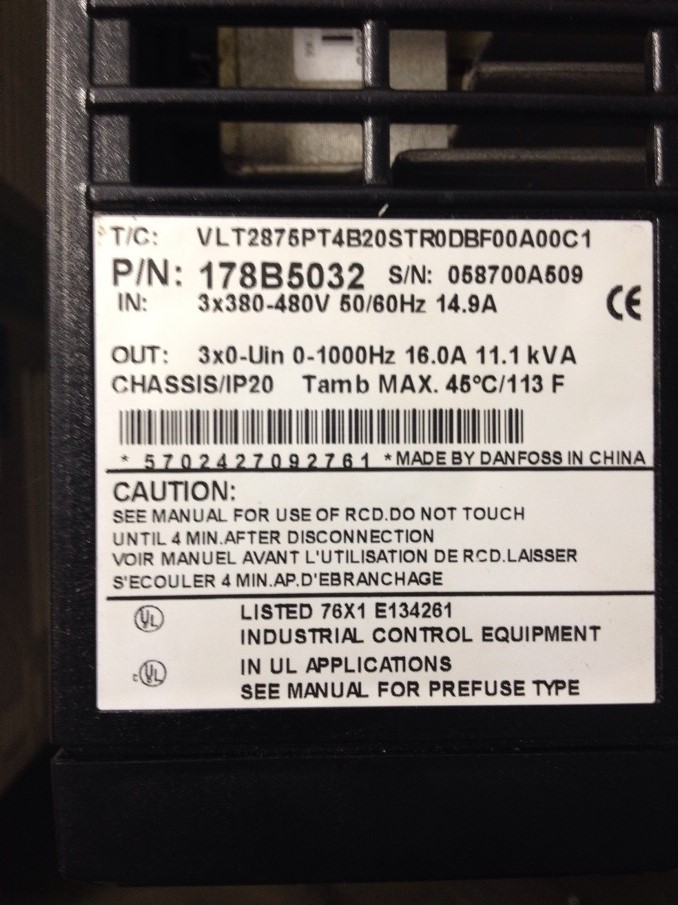 T/C: VLT2875PT4B20STR0DBF00A00C1
P/N: 178B5032 S/N: 058700A509
IN: 3x380-480V 50/60Hz 14.9A
CE
OUT: 3x0-Uin 0-1000Hz 16.0A 11.1 kVA
CHASSIS/IP20 Tamb MAX. 45°C/113 F
* 5702427092761 * MADE BY DANFOSS IN CHINA
CAUTION:
SEE MANUAL FOR USE OF RCD.DO NOT TOUCH
UNTIL 4 MIN.AFTER DISCONNECTION
VOIR MANUEL AVANT L'UTILISATION DE RCD.LAISSER
S'ECOULER 4 MIN.AP.D'EBRANCHAGE
UL LISTED 76X1 E134261
INDUSTRIAL CONTROL EQUIPMENT
c UL IN UL APPLICATIONS
SEE MANUAL FOR PREFUSE TYPE